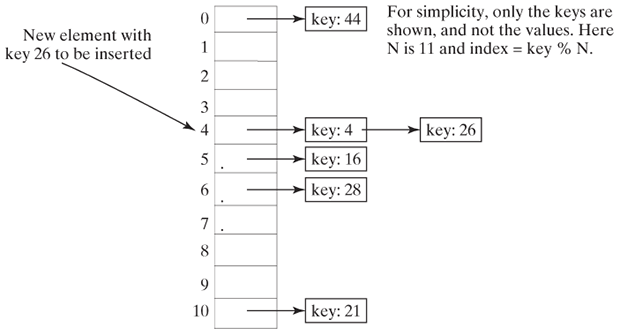 New element with
key 26 to be inserted
For simplicity, only the keys are
shown, and not the values. Here
N is 11 and index = key % N.
0 key: 44
1
2
3
4 key: 4 key: 26
5 key: 16
6 key: 28
7
8
9
10 key: 21